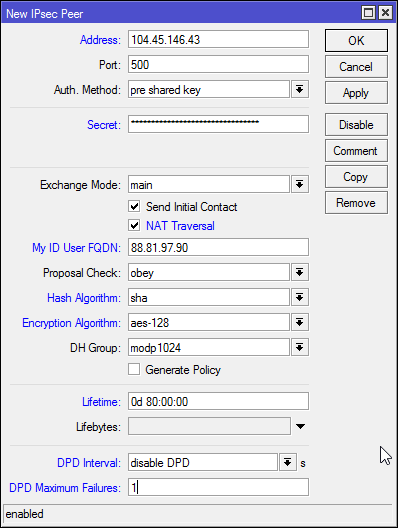 New IPsec Peer
Address: 104.45.146.43
OK
Port: 500
Cancel
Auth. Method: pre shared key
Apply
Secret: ********************************
Disable
Comment
Copy
Exchange Mode: main
Remove
Send Initial Contact
NAT Traversal
My ID User FQDN: 88.81.97.90
Proposal Check: obey
Hash Algorithm: sha
Encryption Algorithm: aes-128
DH Group: modp1024
Generate Policy
Lifetime: 0d 80:00:00
Lifebytes:
DPD Interval: disable DPD s
DPD Maximum Failures: 1
enabled